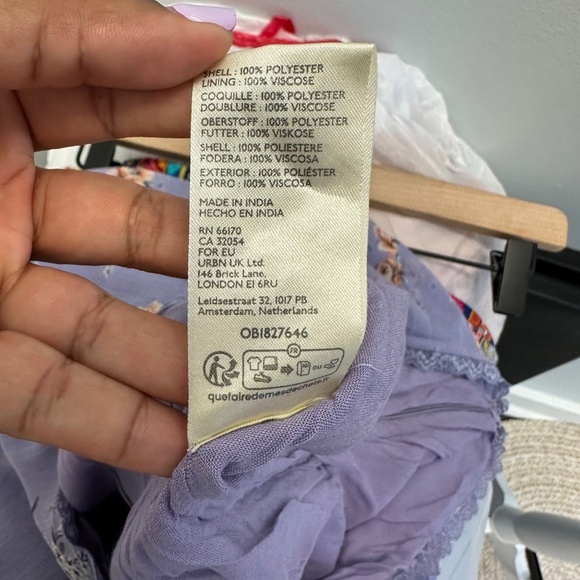 SHELL : 100% POLYESTER
LINING : 100% VISCOSE
COQUILLE : 100% POLYESTER
DOUBLURE : 100% VISCOSE
OBERSTOFF : 100% POLYESTER
FUTTER : 100% VISKOSE
SHELL : 100% POLIESTERE
FODERA : 100% VISCOSA
EXTERIOR : 100% POLIÉSTER
FORRO : 100% VISCOSA
MADE IN INDIA
HECHO EN INDIA
RN 66170
CA 32054
FOR EU
URBN UK Ltd.
146 Brick Lane,
LONDON E1 6RU
Leidsestraat 32, 1017 PB
Amsterdam, Netherlands
OB1827646
FR
OU
quefairedemesdechets.fr